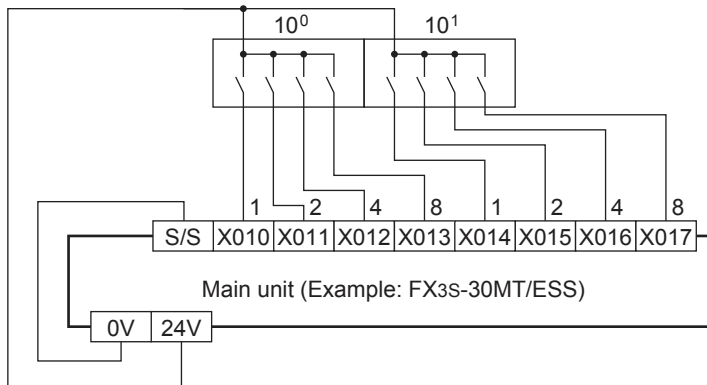 10⁰ 10¹
1 2 4 8 1 2 4 8
S/S X010 X011 X012 X013 X014 X015 X016 X017
Main unit (Example: FX3S-30MT/ESS)
0V 24V